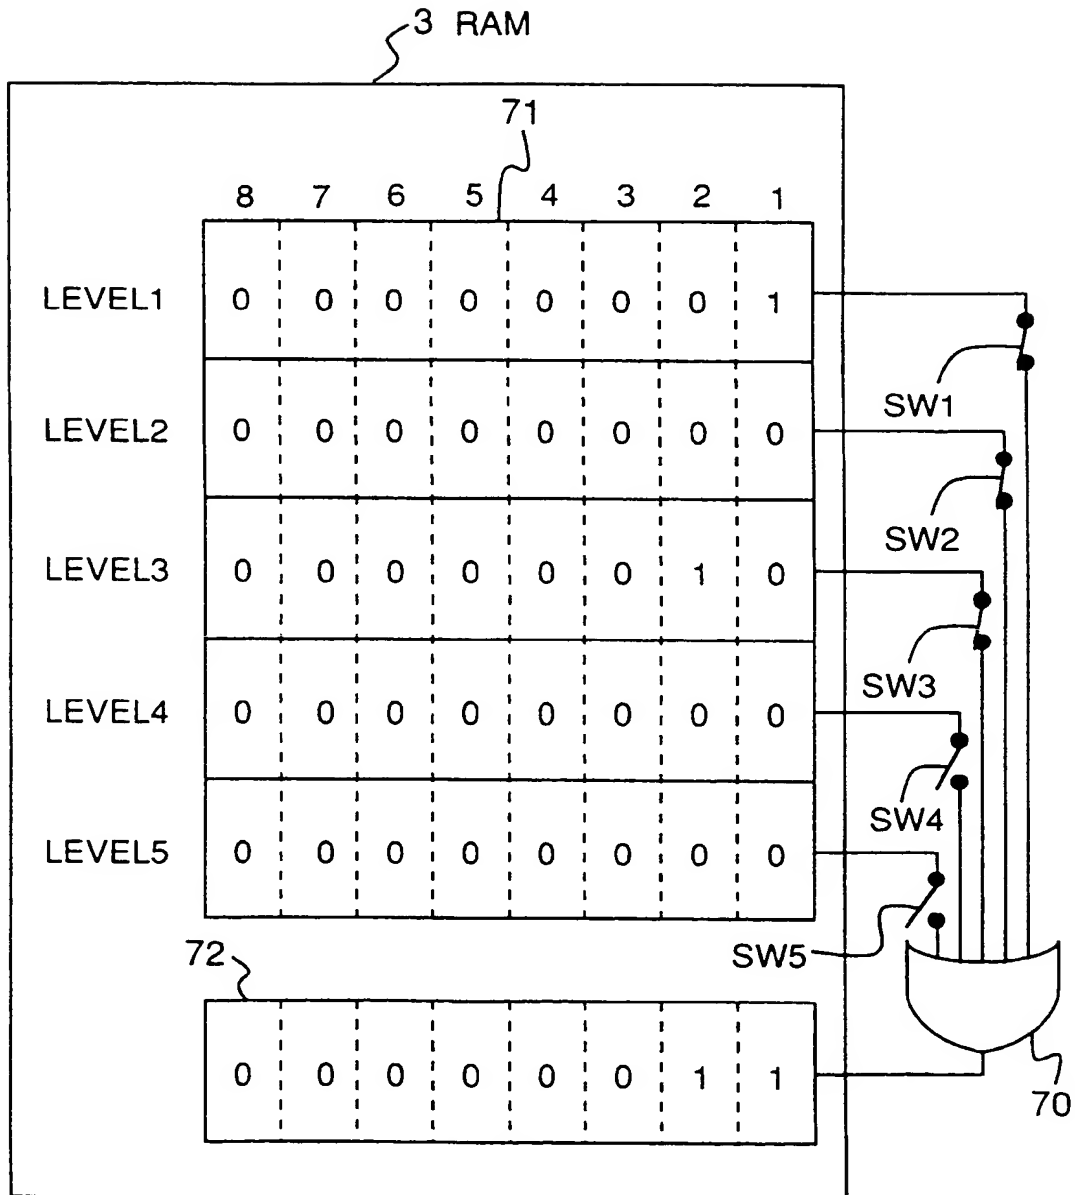 3 RAM
71
8 7 6 5 4 3 2 1
LEVEL1 0 0 0 0 0 0 0 1
SW1
LEVEL2 0 0 0 0 0 0 0 0
SW2
LEVEL3 0 0 0 0 0 0 1 0
SW3
LEVEL4 0 0 0 0 0 0 0 0
SW4
LEVEL5 0 0 0 0 0 0 0 0
SW5
72
0 0 0 0 0 0 1 1
70